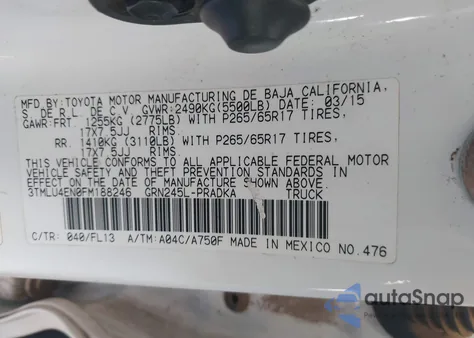 MFD.BY:TOYOTA MOTOR MANUFACTURING DE BAJA CALIFORNIA,
S. DE R.L. DE C.V. GVWR:2490KG(5500LB) DATE: 03/15
GAWR:FRT 1255KG (2775LB) WITH P265/65R17 TIRES,
17X7.5JJ RIMS
RR. 1410KG (3110LB) WITH P265/65R17 TIRES,
17X7.5JJ RIMS.
THIS VEHICLE CONFORMS TO ALL APPLICABLE FEDERAL MOTOR
VEHICLE SAFETY AND THEFT PREVENTION STANDARDS IN EFFECT
ON THE DATE OF MANUFACTURE SHOWN ABOVE.
3TMLU4EN0FM188246 GRN245L-PRADKA TRUCK
C/TR: 040/FL13 A/TM:A04C/A750F MADE IN MEXICO NO.476
autoSnap
Powered by Pixel